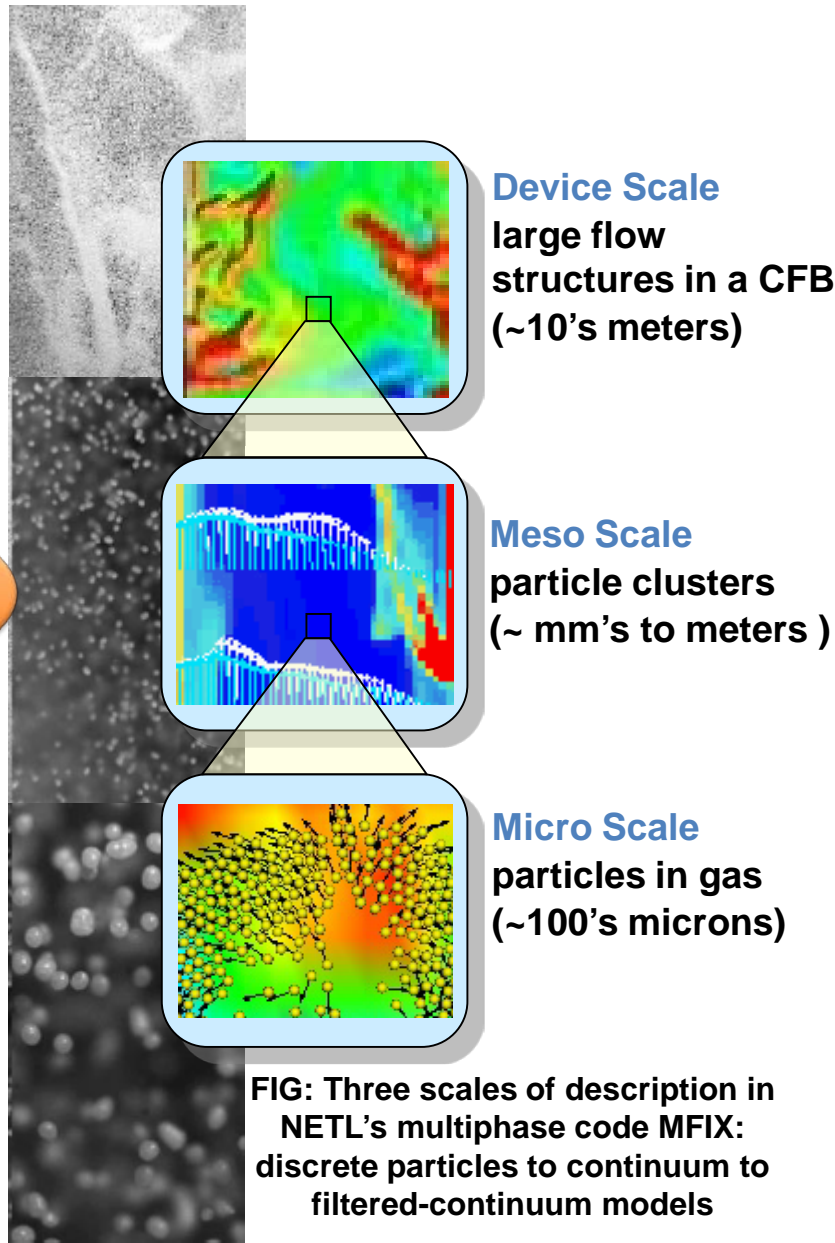 Device Scale
large flow
structures in a CFB
(~10's meters)
Meso Scale
particle clusters
(~ mm's to meters )
Micro Scale
particles in gas
(~100's microns)
FIG: Three scales of description in
NETL's multiphase code MFIX:
discrete particles to continuum to
filtered-continuum models